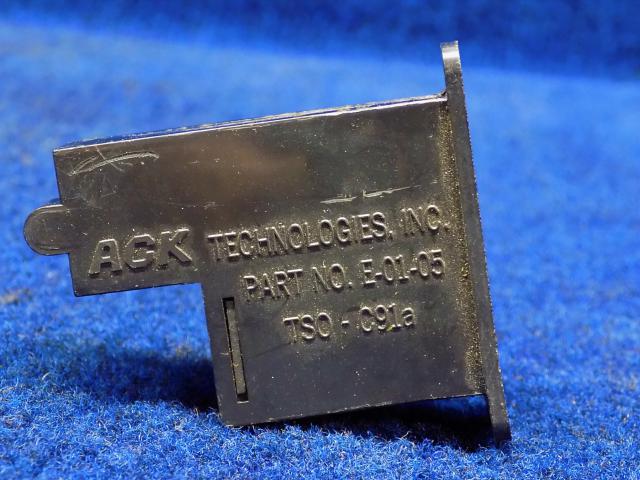 ACK TECHNOLOGIES, INC.
PART NO. E-01-05
TSO - C91a